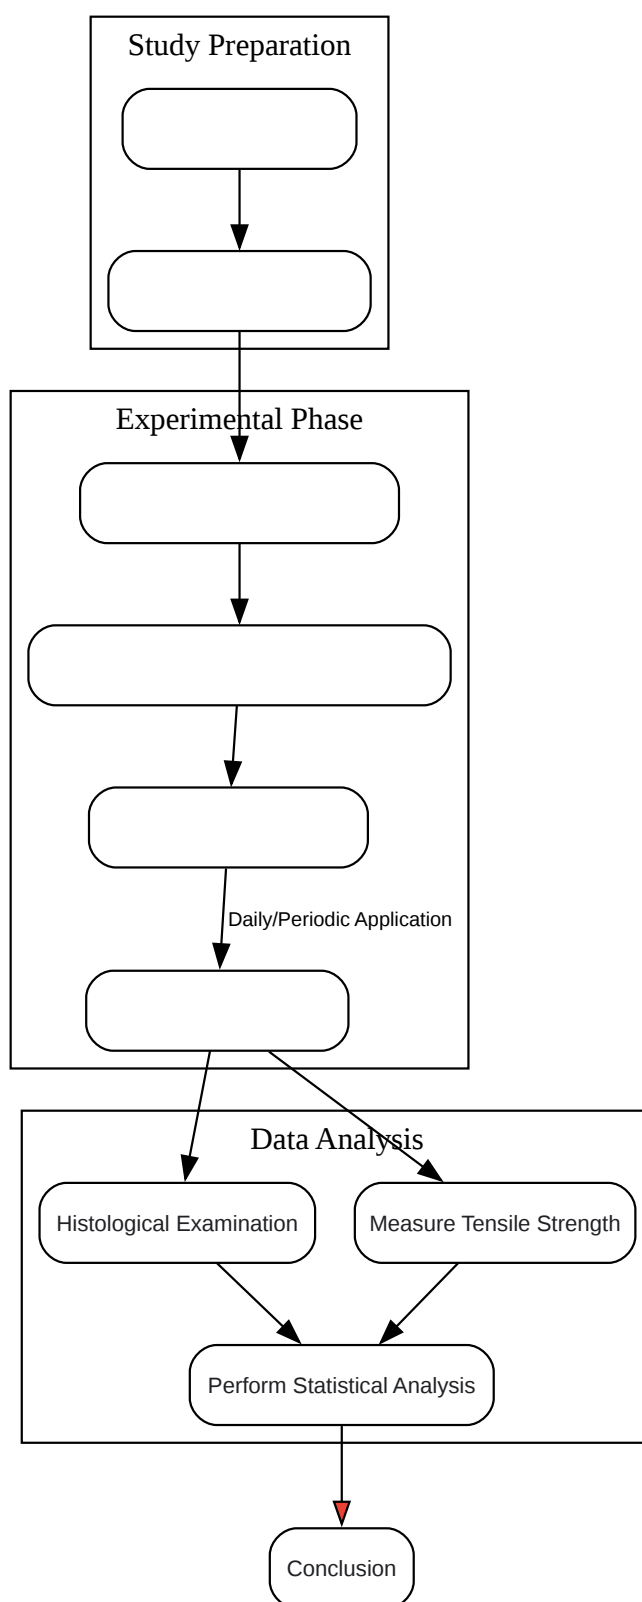 Study Preparation
Experimental Phase
Daily/Periodic Application
Data Analysis
Histological Examination
Measure Tensile Strength
Perform Statistical Analysis
Conclusion